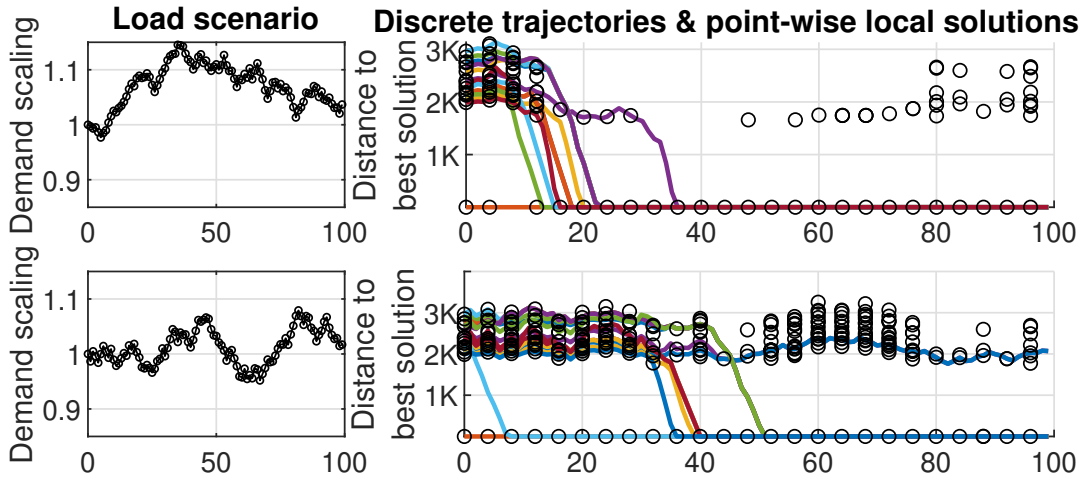 Load scenario
Discrete trajectories & point-wise local solutions
Demand scaling
1.1
1
0.9
0
50
100
Distance to
best solution
3K
2K
1K
0
20
40
60
80
100
Demand scaling
1.1
1
0.9
0
50
100
Distance to
best solution
3K
2K
1K
0
20
40
60
80
100